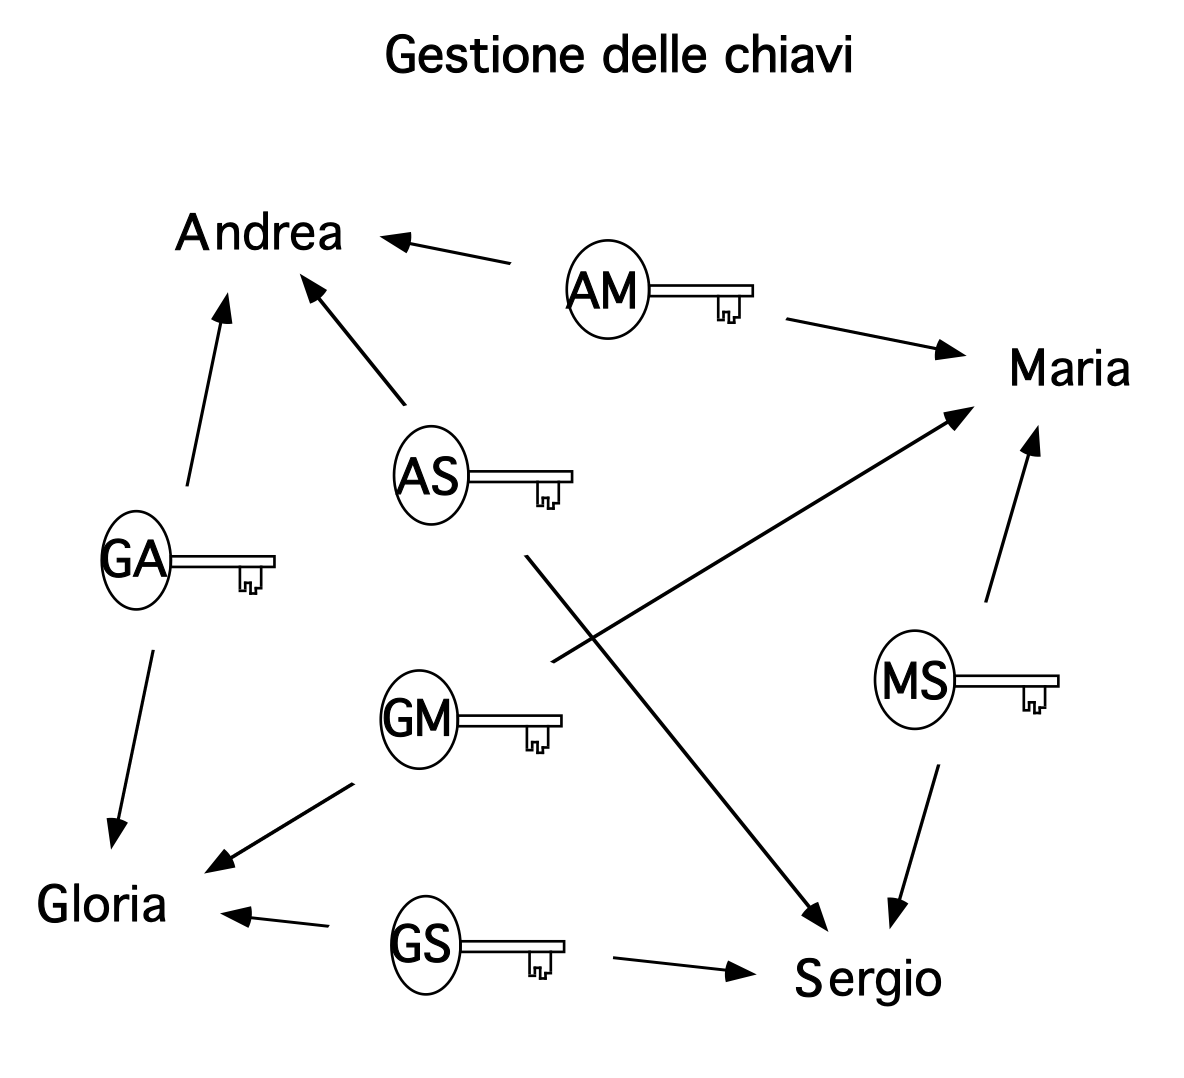 Gestione delle chiavi
Andrea
AM
Maria
AS
GA
GM
MS
Gloria
GS
Sergio